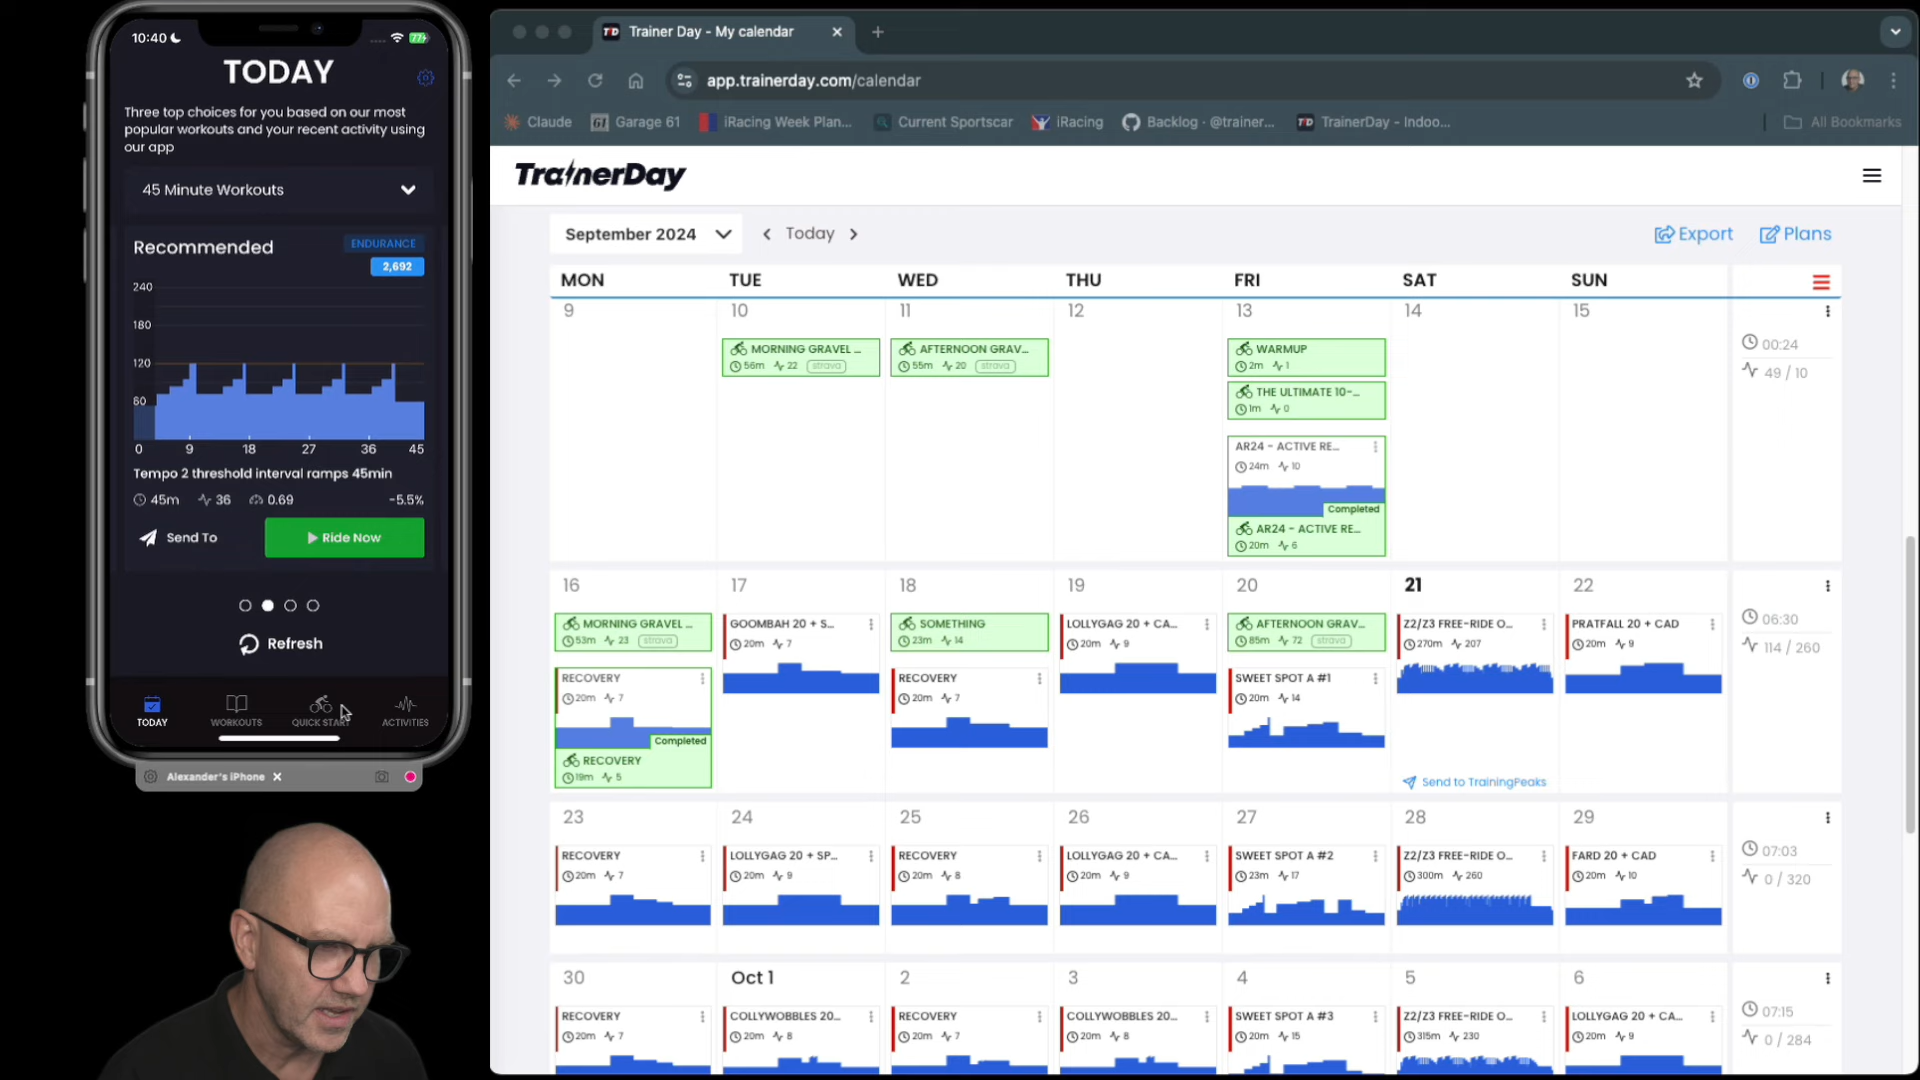 10:40
77
TODAY
Three top choices for you based on our most
popular workouts and your recent activity using
our app
45 Minute Workouts
Recommended
ENDURANCE
2,692
240
180
120
60
0 9 18 27 36 45
Tempo 2 threshold interval ramps 45min
45m 36 0.69 -5.5%
Send To
Ride Now
Refresh
TODAY WORKOUTS QUICK START ACTIVITIES
Alexander's iPhone
TD Trainer Day - My calendar
app.trainerday.com/calendar
Claude Garage 61 iRacing Week Plan... Current Sportscar iRacing Backlog · @trainer... TrainerDay - Indoo... All Bookmarks
TrainerDay
September 2024 Today Export Plans
MON TUE WED THU FRI SAT SUN
9 10 11 12 13 14 15
MORNING GRAVEL ...
56m 22 strava
AFTERNOON GRAV...
55m 20 strava
WARMUP
2m 1
THE ULTIMATE 10-...
1m 0
AR24 - ACTIVE RE...
24m 10
Completed
AR24 - ACTIVE RE...
20m 6
00:24
49 / 10
16 17 18 19 20 21 22
MORNING GRAVEL ...
53m 23 strava
RECOVERY
20m 7
Completed
RECOVERY
19m 5
GOOMBAH 20 + S...
20m 7
SOMETHING
23m 14
RECOVERY
20m 7
LOLLYGAG 20 + CA...
20m 9
AFTERNOON GRAV...
85m 72 strava
SWEET SPOT A #1
20m 14
Z2/Z3 FREE-RIDE O...
270m 207
Send to TrainingPeaks
PRATFALL 20 + CAD
20m 9
06:30
114 / 260
23 24 25 26 27 28 29
RECOVERY
20m 7
LOLLYGAG 20 + SP...
20m 9
RECOVERY
20m 8
LOLLYGAG 20 + CA...
20m 9
SWEET SPOT A #2
23m 17
Z2/Z3 FREE-RIDE O...
300m 260
FARD 20 + CAD
20m 10
07:03
0 / 320
30 Oct 1 2 3 4 5 6
RECOVERY
20m 7
COLLYWOBBLES 20...
20m 8
RECOVERY
20m 7
COLLYWOBBLES 20...
20m 8
SWEET SPOT A #3
20m 15
Z2/Z3 FREE-RIDE O...
315m 230
LOLLYGAG 20 + CA...
20m 9
07:15
0 / 284